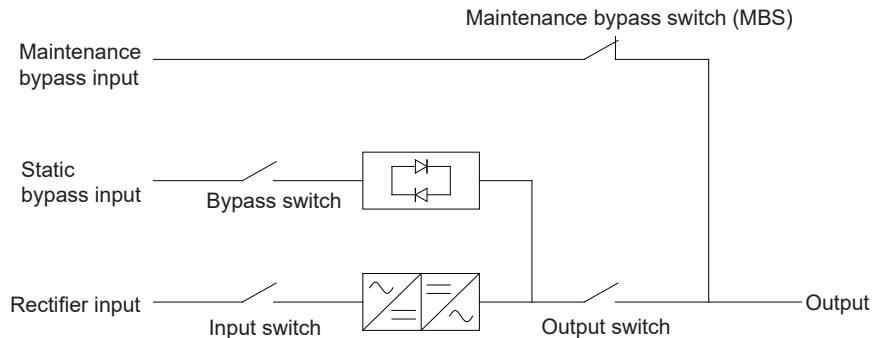 Maintenance bypass switch (MBS)
Maintenance
bypass input
Static
bypass input
Bypass switch
Rectifier input
Input switch
Output switch
Output